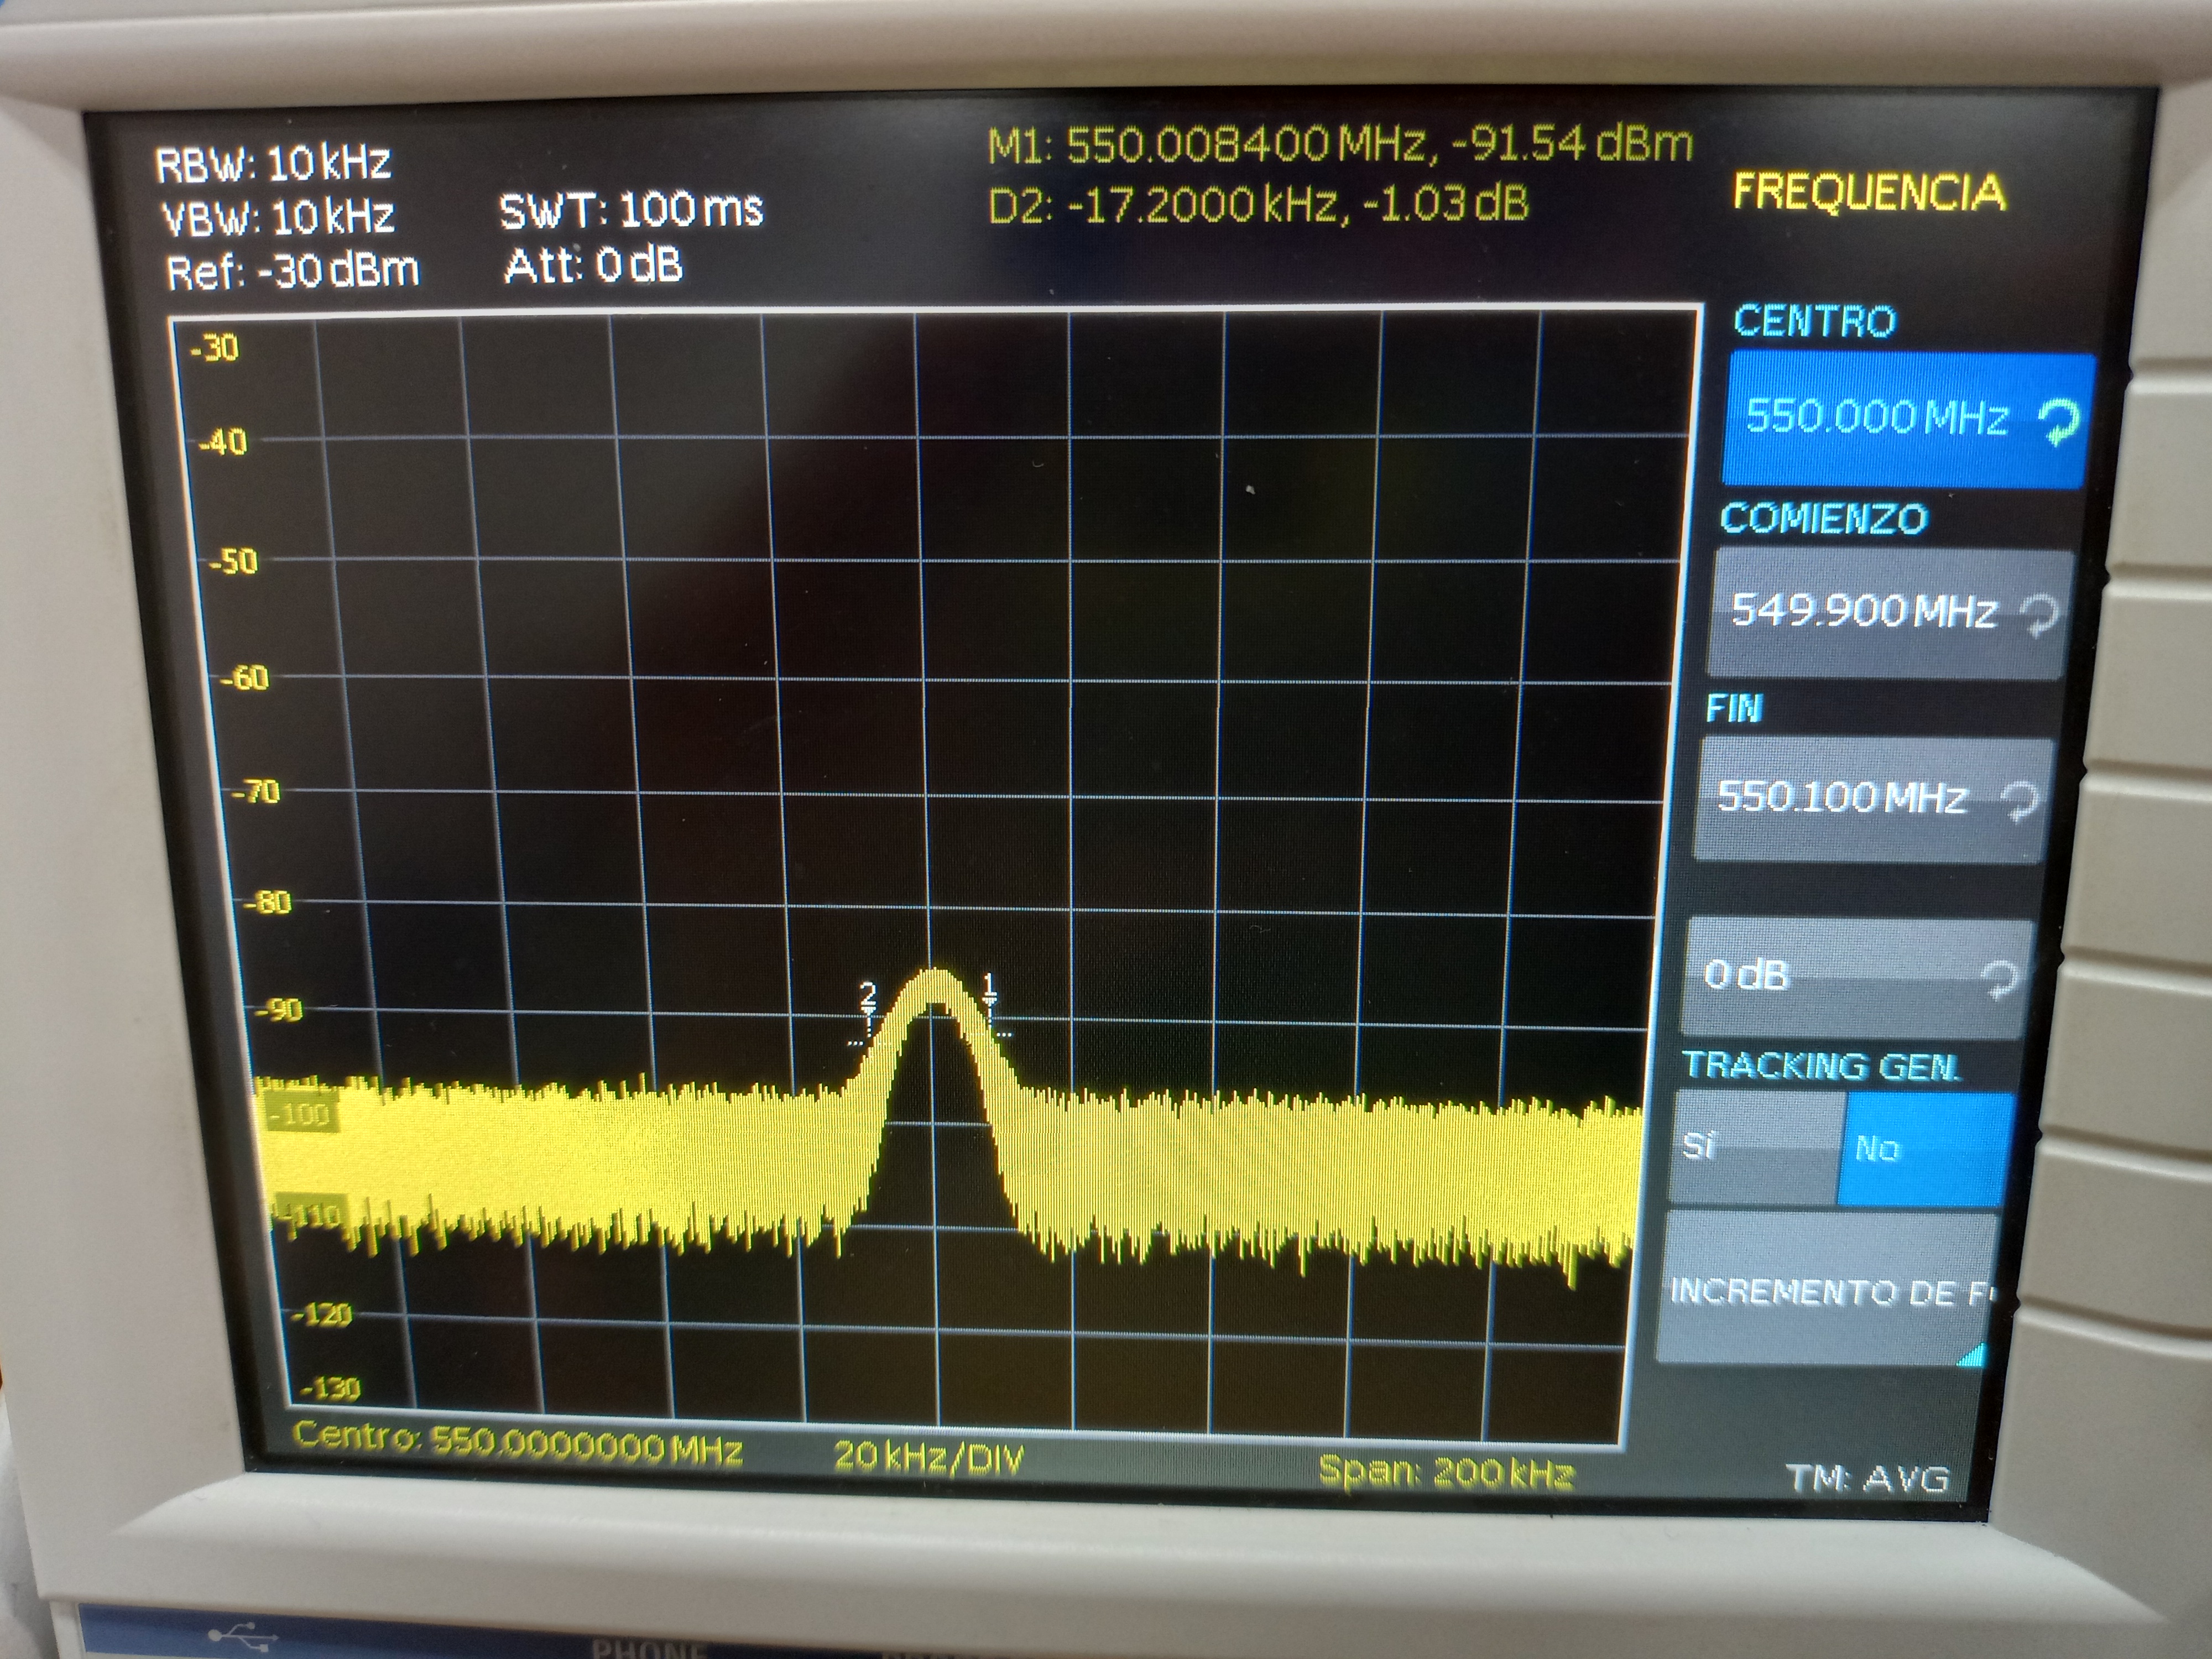 RBW: 10 kHz
VBW: 10 kHz
Ref: -30 dBm
SWT: 100 ms
Att: 0 dB
M1: 550.008400 MHz, -91.54 dBm
D2: -17.2000 kHz, -1.03 dB
FREQUENCIA
-30
-40
-50
-60
-70
-80
-90
-100
-110
-120
-130
2
1
CENTRO
550.000 MHz
COMIENZO
549.900 MHz
FIN
550.100 MHz
0 dB
TRACKING GEN.
Sí
No
INCREMENTO DE F
Centro: 550.0000000 MHz
20 kHz/DIV
Span: 200 kHz
TM: AVG
PHONE